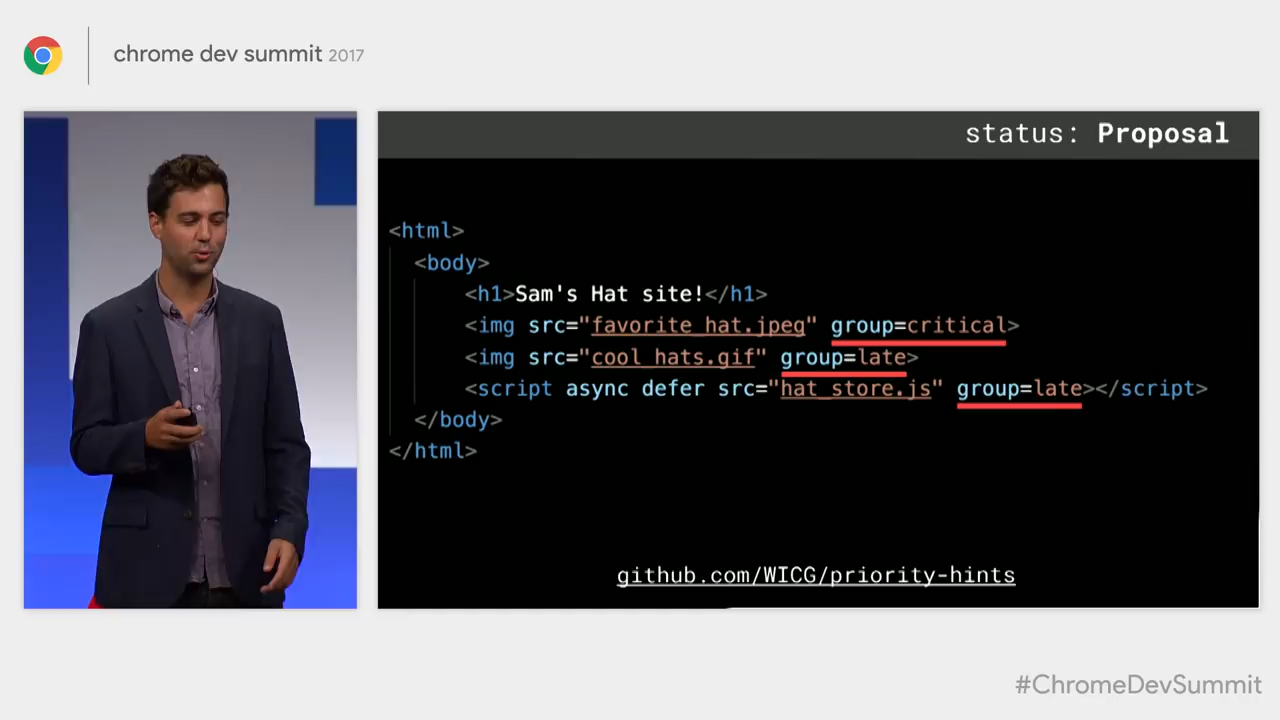 chrome dev summit 2017
status: Proposal
<html>
<body>
<h1>Sam's Hat site!</h1>
<img src="favorite_hat.jpeg" group=critical>
<img src="cool_hats.gif" group=late>
<script async defer src="hat_store.js" group=late></script>
</body>
</html>
github.com/WICG/priority-hints
#ChromeDevSummit